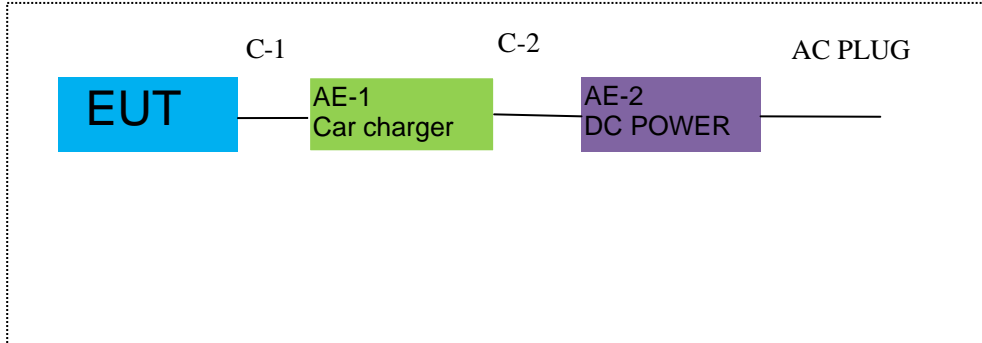 C-1
C-2
AC PLUG
EUT
AE-1
Car charger
AE-2
DC POWER